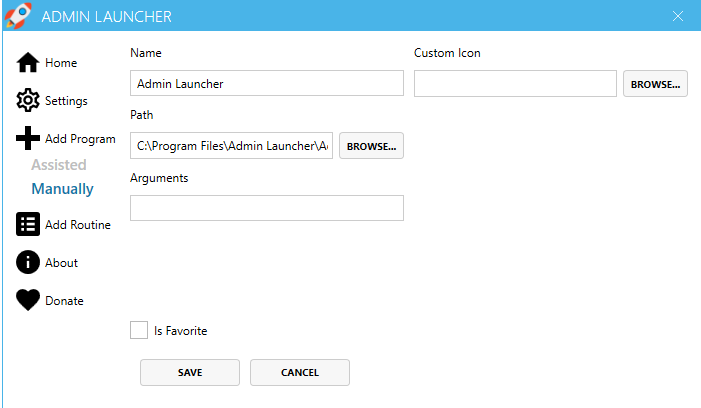 ADMIN LAUNCHER
Home
Settings
Add Program
Assisted
Manually
Add Routine
About
Donate
Name
Admin Launcher
Custom Icon
BROWSE...
Path
C:\Program Files\Admin Launcher\A
BROWSE...
Arguments
Is Favorite
SAVE
CANCEL